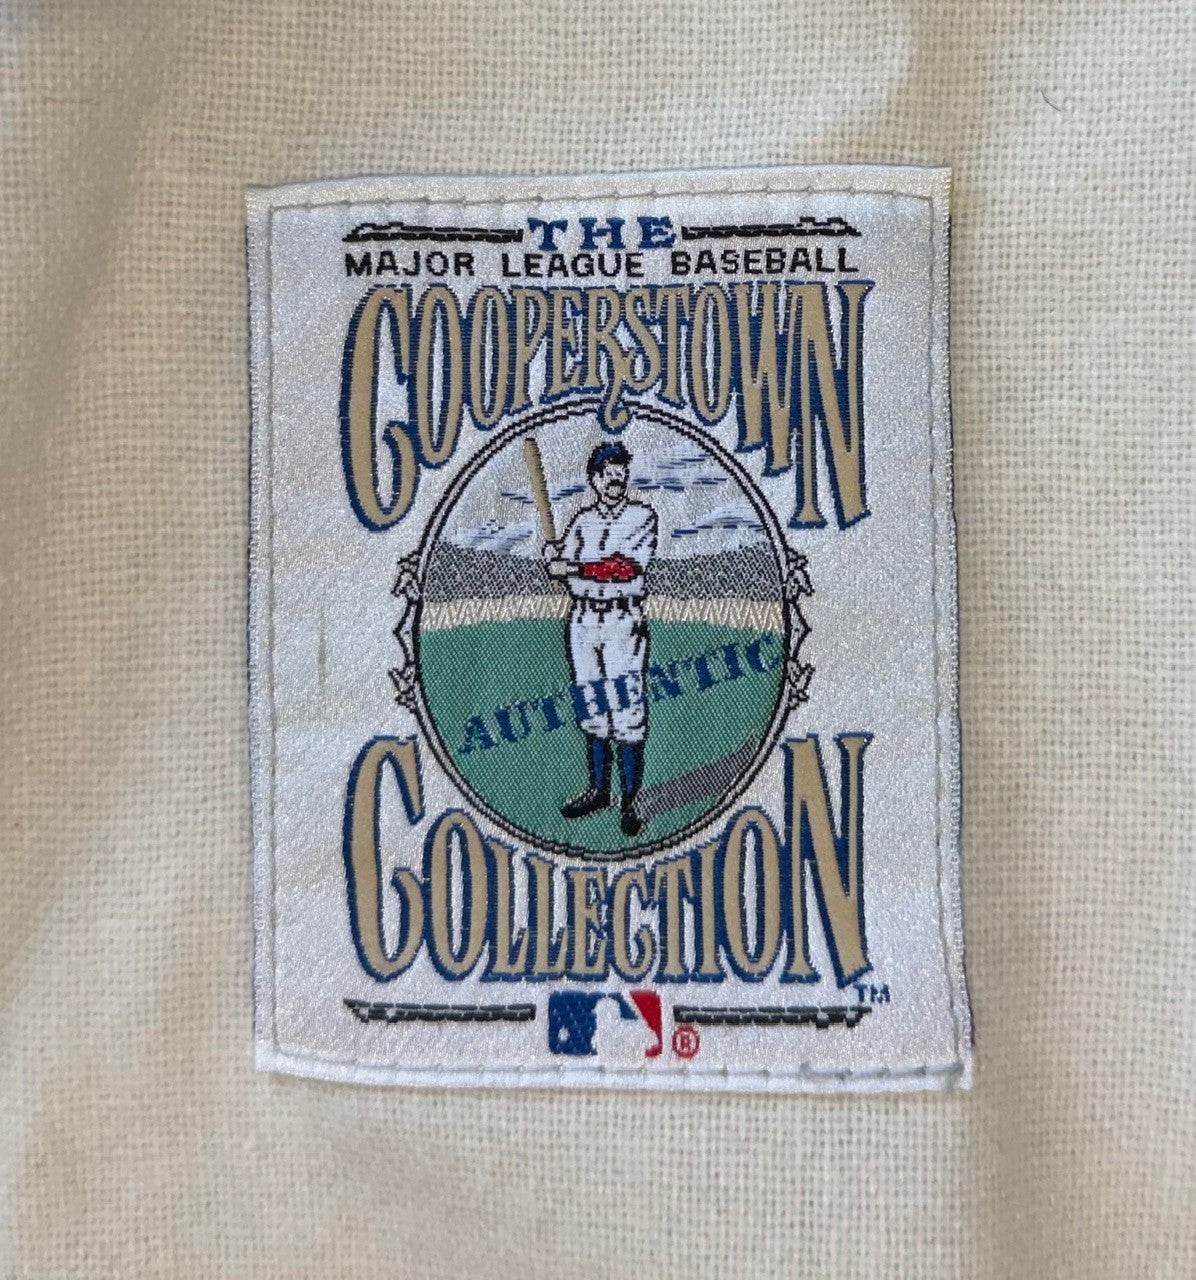 THE
MAJOR LEAGUE BASEBALL
COOPERSTOWN
AUTHENTIC
COLLECTION
TM
®